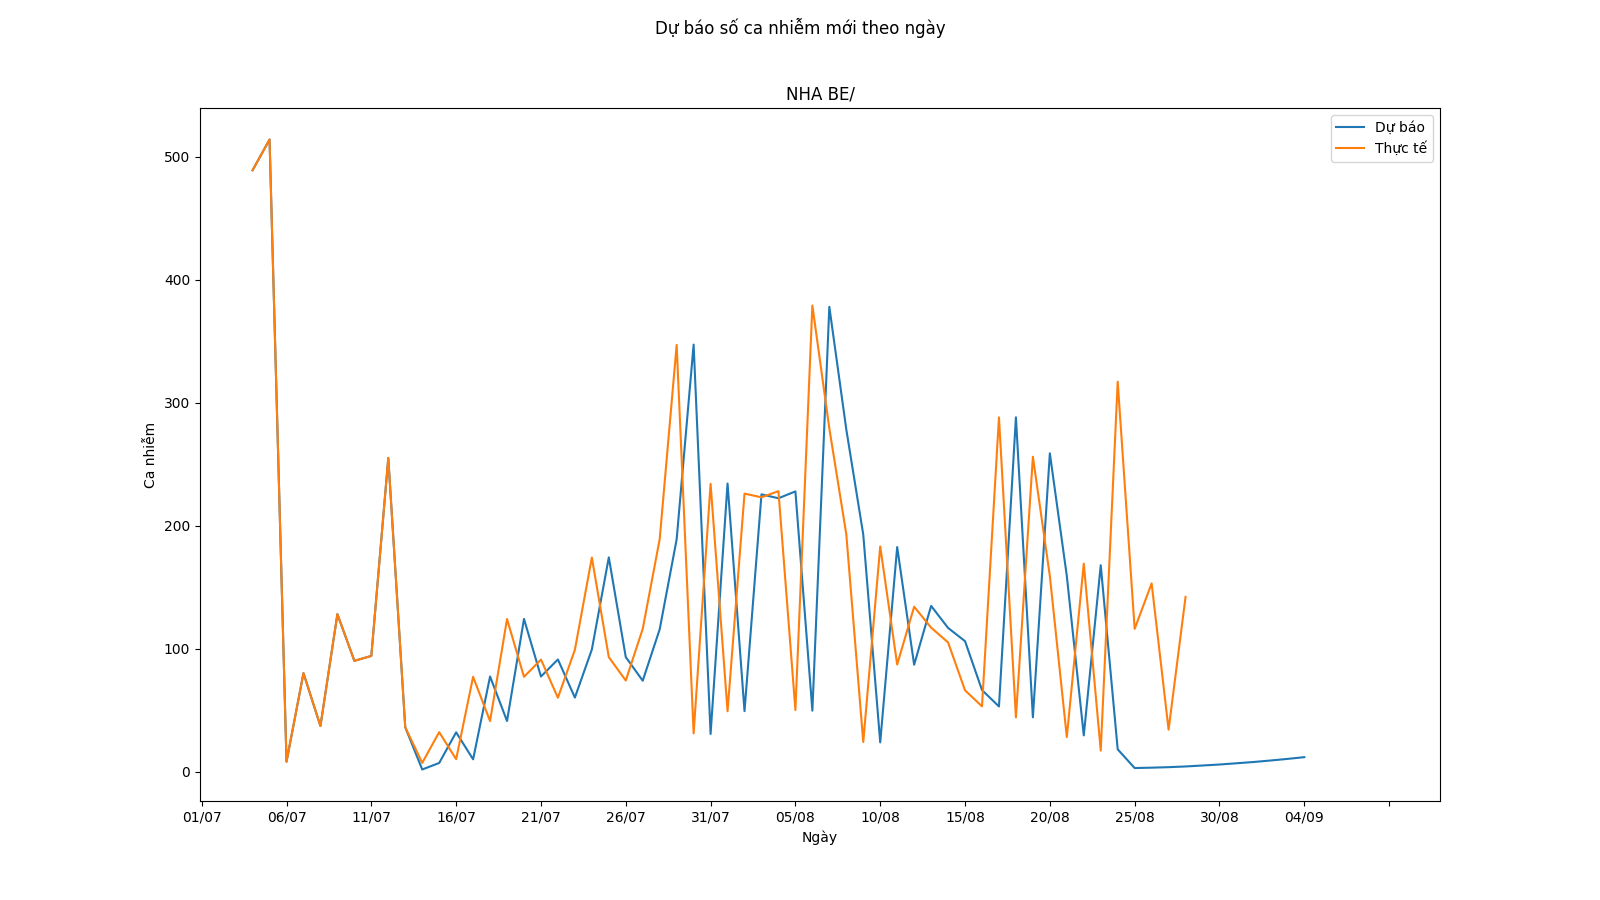 Dự báo số ca nhiễm mới theo ngày
NHA BE/
Dự báo
Thực tế
500
400
300
200
100
0
Ca nhiễm
01/07 06/07 11/07 16/07 21/07 26/07 31/07 05/08 10/08 15/08 20/08 25/08 30/08 04/09
Ngày